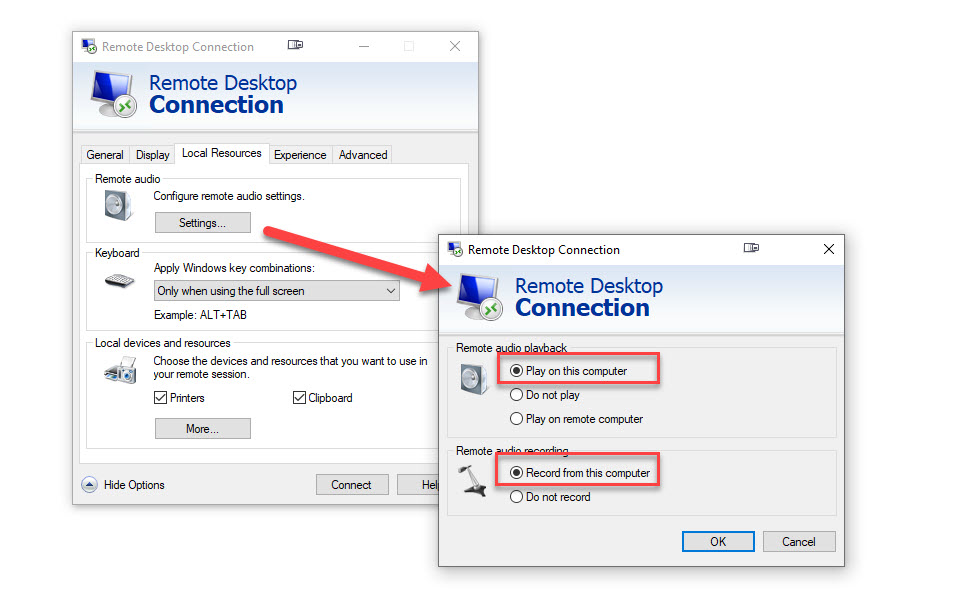 Remote Desktop Connection
Remote Desktop
Connection
General Display Local Resources Experience Advanced
Remote audio
Configure remote audio settings.
Settings...
Keyboard
Apply Windows key combinations:
Only when using the full screen
Example: ALT+TAB
Local devices and resources
Choose the devices and resources that you want to use in
your remote session.
Printers Clipboard
More...
Hide Options Connect
Remote Desktop Connection
Remote Desktop
Connection
Remote audio playback
Play on this computer
Do not play
Play on remote computer
Remote audio recording
Record from this computer
Do not record
OK Cancel